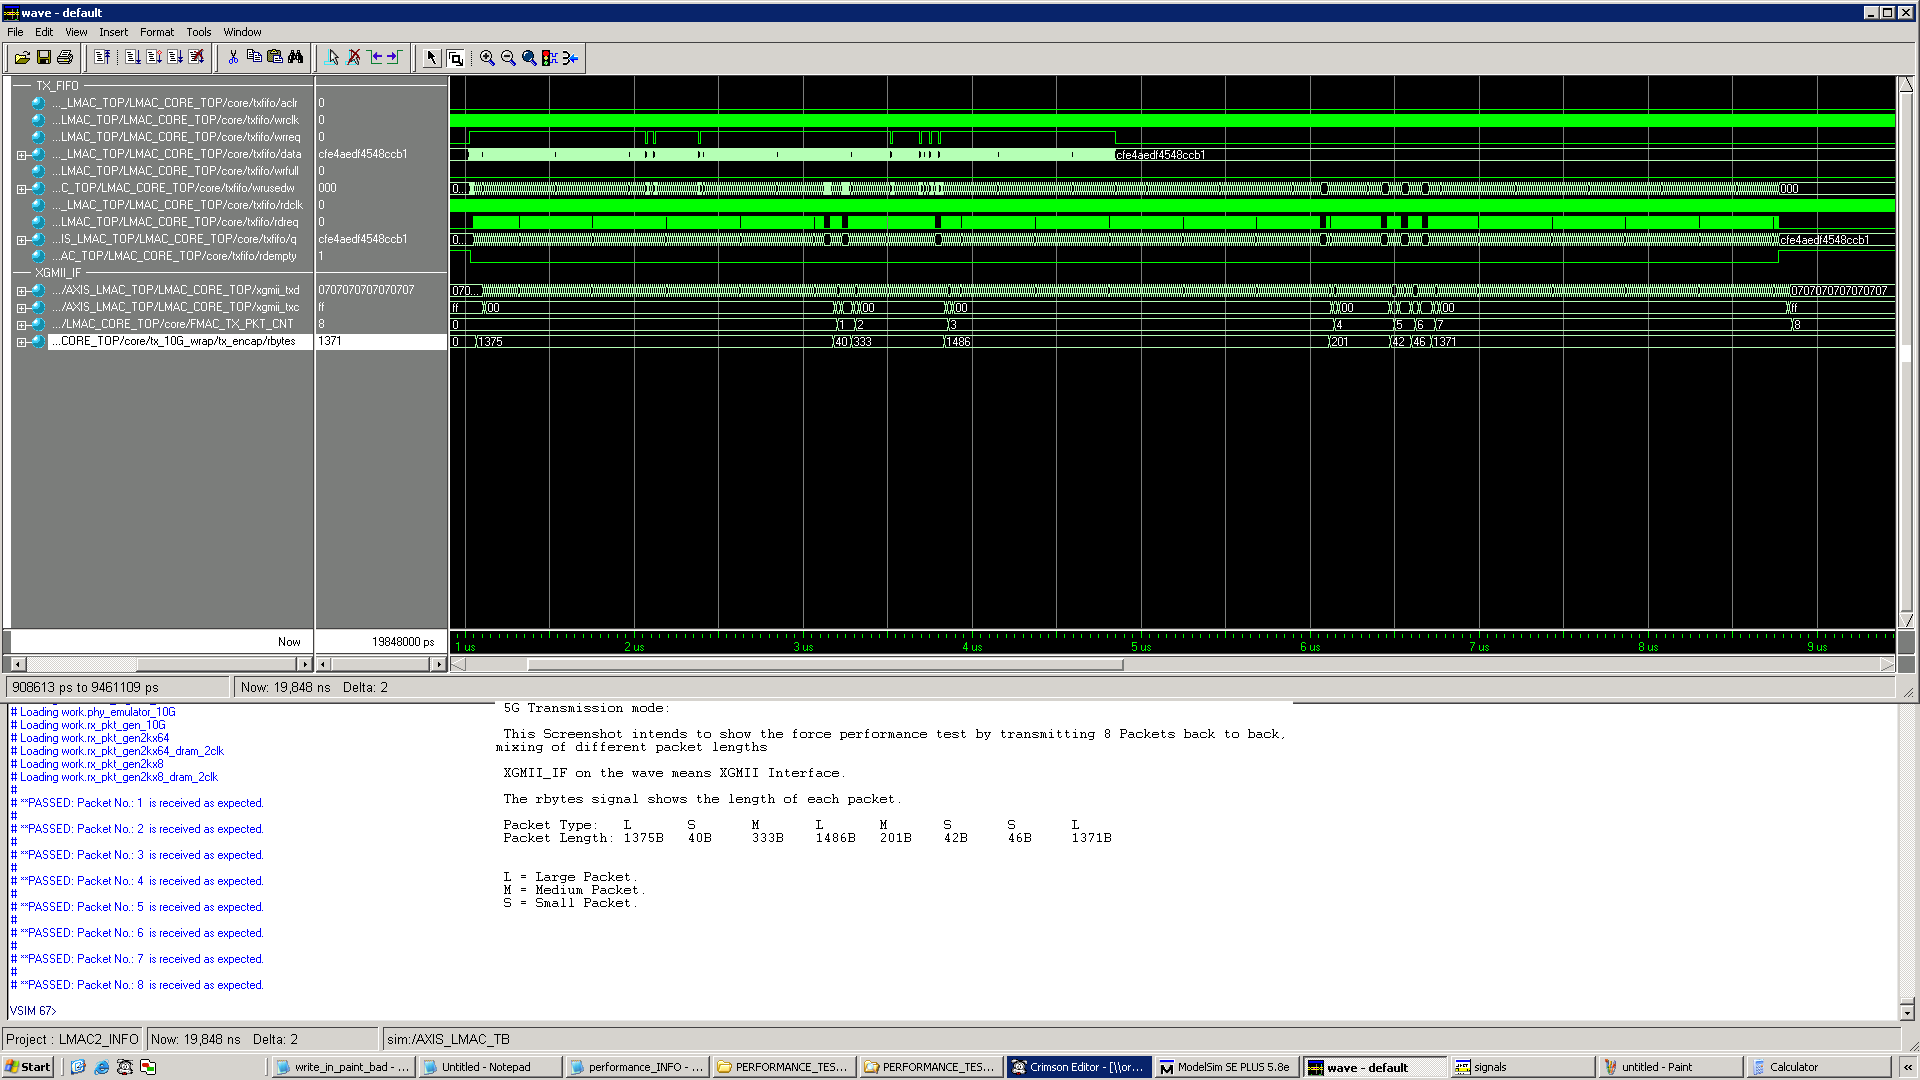 wave - default
File Edit View Insert Format Tools Window
TX_FIFO
..._LMAC_TOP/LMAC_CORE_TOP/core/txfifo/aclr 0
...LMAC_TOP/LMAC_CORE_TOP/core/txfifo/wrclk 0
...LMAC_TOP/LMAC_CORE_TOP/core/txfifo/wrreq 0
..._LMAC_TOP/LMAC_CORE_TOP/core/txfifo/data cfe4aedf4548ccb1 cfe4aedf4548ccb1
...LMAC_TOP/LMAC_CORE_TOP/core/txfifo/wrfull 0
...C_TOP/LMAC_CORE_TOP/core/txfifo/wrusedw 000 0... 000
..._LMAC_TOP/LMAC_CORE_TOP/core/txfifo/rdclk 0
...LMAC_TOP/LMAC_CORE_TOP/core/txfifo/rdreq 0
...IS_LMAC_TOP/LMAC_CORE_TOP/core/txfifo/q cfe4aedf4548ccb1 0... cfe4aedf4548ccb1
...AC_TOP/LMAC_CORE_TOP/core/txfifo/rdempty 1
XGMII_IF
.../AXIS_LMAC_TOP/LMAC_CORE_TOP/xgmii_txd 0707070707070707 070... 0707070707070707
.../AXIS_LMAC_TOP/LMAC_CORE_TOP/xgmii_txc ff ff 00 00 00 00 00 ff
.../LMAC_CORE_TOP/core/FMAC_TX_PKT_CNT 8 0 1 2 3 4 5 6 7 8
...CORE_TOP/core/tx_10G_wrap/tx_encap/rbytes 1371 0 1375 40 333 1486 201 42 46 1371
Now 19848000 ps 1 us 2 us 3 us 4 us 5 us 6 us 7 us 8 us 9 us
908613 ps to 9461109 ps Now: 19,848 ns Delta: 2
# Loading work.phy_emulator_10G
# Loading work.rx_pkt_gen_10G
# Loading work.rx_pkt_gen2kx64
# Loading work.rx_pkt_gen2kx64_dram_2clk
# Loading work.rx_pkt_gen2kx8
# Loading work.rx_pkt_gen2kx8_dram_2clk
#
# **PASSED: Packet No.: 1 is received as expected.
#
# **PASSED: Packet No.: 2 is received as expected.
#
# **PASSED: Packet No.: 3 is received as expected.
#
# **PASSED: Packet No.: 4 is received as expected.
#
# **PASSED: Packet No.: 5 is received as expected.
#
# **PASSED: Packet No.: 6 is received as expected.
#
# **PASSED: Packet No.: 7 is received as expected.
#
# **PASSED: Packet No.: 8 is received as expected.
VSIM 67>
5G Transmission mode:
This Screenshot intends to show the force performance test by transmitting 8 Packets back to back,
mixing of different packet lengths
XGMII_IF on the wave means XGMII Interface.
The rbytes signal shows the length of each packet.
Packet Type: L S M L M S S L
Packet Length: 1375B 40B 333B 1486B 201B 42B 46B 1371B
L = Large Packet.
M = Medium Packet.
S = Small Packet.
Project : LMAC2_INFO Now: 19,848 ns Delta: 2 sim:/AXIS_LMAC_TB
Start write_in_paint_bad - ... Untitled - Notepad performance_INFO - ... PERFORMANCE_TES... PERFORMANCE_TES... Crimson Editor - [\\or... ModelSim SE PLUS 5.8e wave - default signals untitled - Paint Calculator